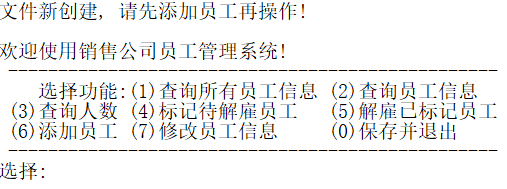 文件新创建, 请先添加员工再操作!
欢迎使用销售公司员工管理系统!
--------------------------------------------------
选择功能:(1)查询所有员工信息 (2)查询员工信息
(3)查询人数 (4)标记待解雇员工 (5)解雇已标记员工
(6)添加员工 (7)修改员工信息 (0)保存并退出
--------------------------------------------------
选择: